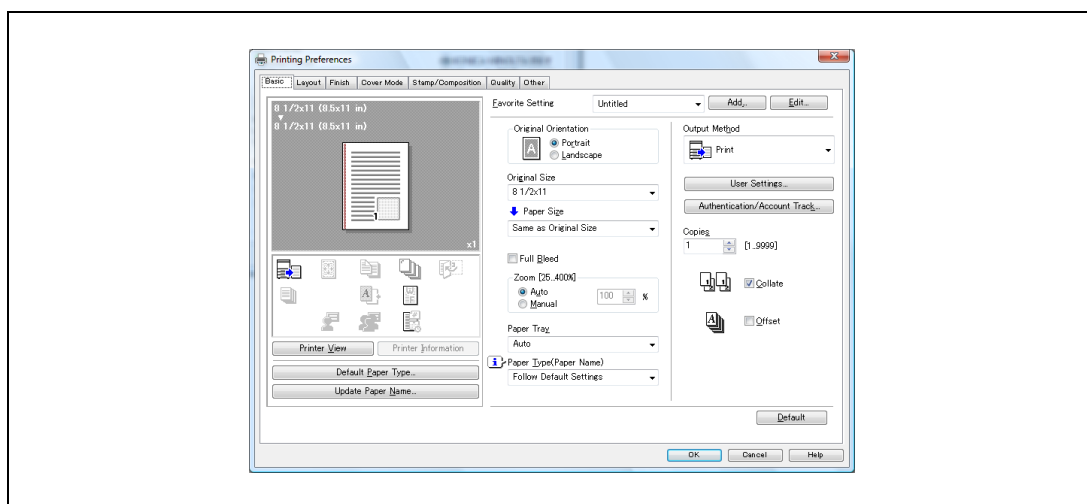 Printing Preferences
Basic Layout Finish Cover Mode Stamp/Composition Quality Other
8 1/2x11 (8.5x11 in)
8 1/2x11 (8.5x11 in)
1
x1
Printer View Printer Information
Default Paper Type...
Update Paper Name...
Favorite Setting Untitled Add... Edit...
Original Orientation
Portrait
Landscape
Original Size
8 1/2x11
Paper Size
Same as Original Size
Full Bleed
Zoom [25..400%]
Auto
Manual
100 %
Paper Tray
Auto
Paper Type(Paper Name)
Follow Default Settings
Output Method
Print
User Settings...
Authentication/Account Track...
Copies
1 [1..9999]
Collate
Offset
Default
OK Cancel Help